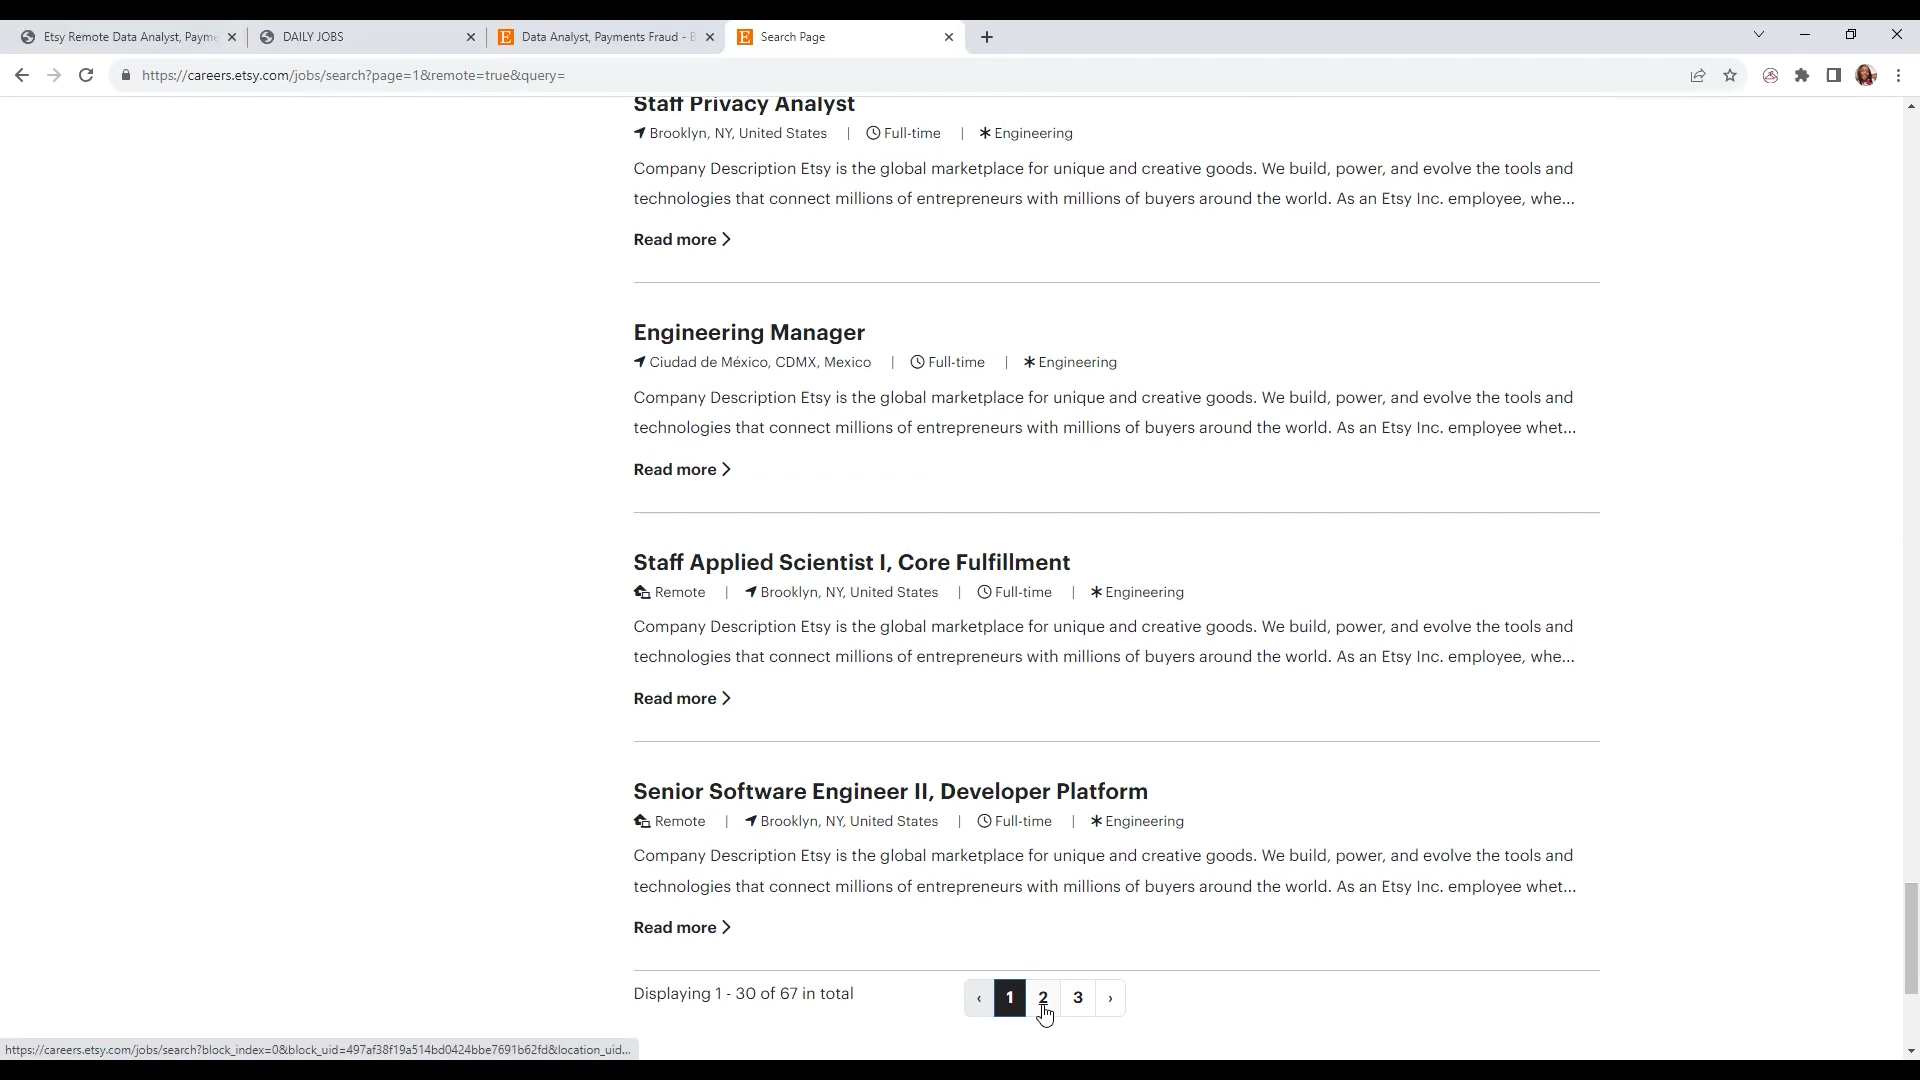 Etsy Remote Data Analyst, Payme
DAILY JOBS
Data Analyst, Payments Fraud - B
Search Page
https://careers.etsy.com/jobs/search?page=1&remote=true&query=
Staff Privacy Analyst
Brooklyn, NY, United States | Full-time | Engineering
Company Description Etsy is the global marketplace for unique and creative goods. We build, power, and evolve the tools and
technologies that connect millions of entrepreneurs with millions of buyers around the world. As an Etsy Inc. employee, whe...
Read more
Engineering Manager
Ciudad de México, CDMX, Mexico | Full-time | Engineering
Company Description Etsy is the global marketplace for unique and creative goods. We build, power, and evolve the tools and
technologies that connect millions of entrepreneurs with millions of buyers around the world. As an Etsy Inc. employee whet...
Read more
Staff Applied Scientist I, Core Fulfillment
Remote | Brooklyn, NY, United States | Full-time | Engineering
Company Description Etsy is the global marketplace for unique and creative goods. We build, power, and evolve the tools and
technologies that connect millions of entrepreneurs with millions of buyers around the world. As an Etsy Inc. employee, whe...
Read more
Senior Software Engineer II, Developer Platform
Remote | Brooklyn, NY, United States | Full-time | Engineering
Company Description Etsy is the global marketplace for unique and creative goods. We build, power, and evolve the tools and
technologies that connect millions of entrepreneurs with millions of buyers around the world. As an Etsy Inc. employee whet...
Read more
Displaying 1 - 30 of 67 in total
‹ 1 2 3 ›
https://careers.etsy.com/jobs/search?block_index=0&block_uid=497af38f19a514bd0424bbe7691b62fd&location_uid...